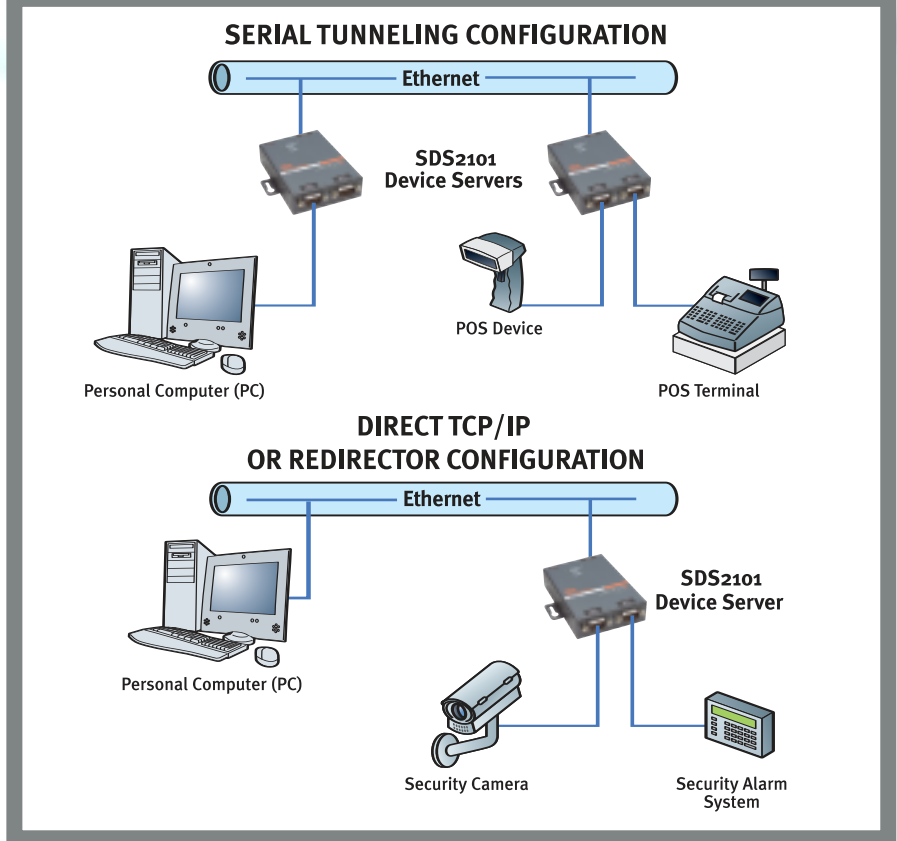 SERIAL TUNNELING CONFIGURATION
Ethernet
SDS2101
Device Servers
POS Device
Personal Computer (PC)
POS Terminal
DIRECT TCP/IP
OR REDIRECTOR CONFIGURATION
Ethernet
SDS2101
Device Server
Personal Computer (PC)
Security Camera
Security Alarm
System